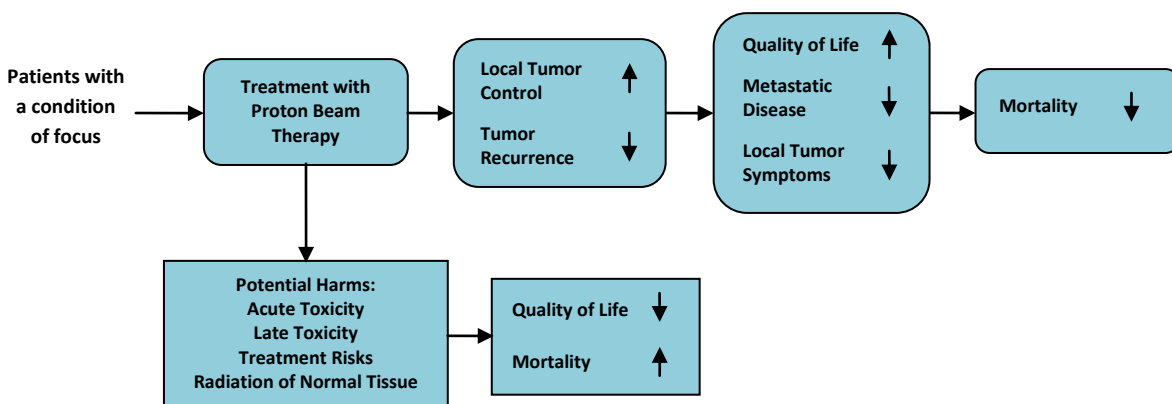 Patients with
a condition
of focus
Treatment with
Proton Beam
Therapy
Local Tumor
Control
Tumor
Recurrence
Quality of Life
Metastatic
Disease
Local Tumor
Symptoms
Mortality
Potential Harms:
Acute Toxicity
Late Toxicity
Treatment Risks
Radiation of Normal Tissue
Quality of Life
Mortality